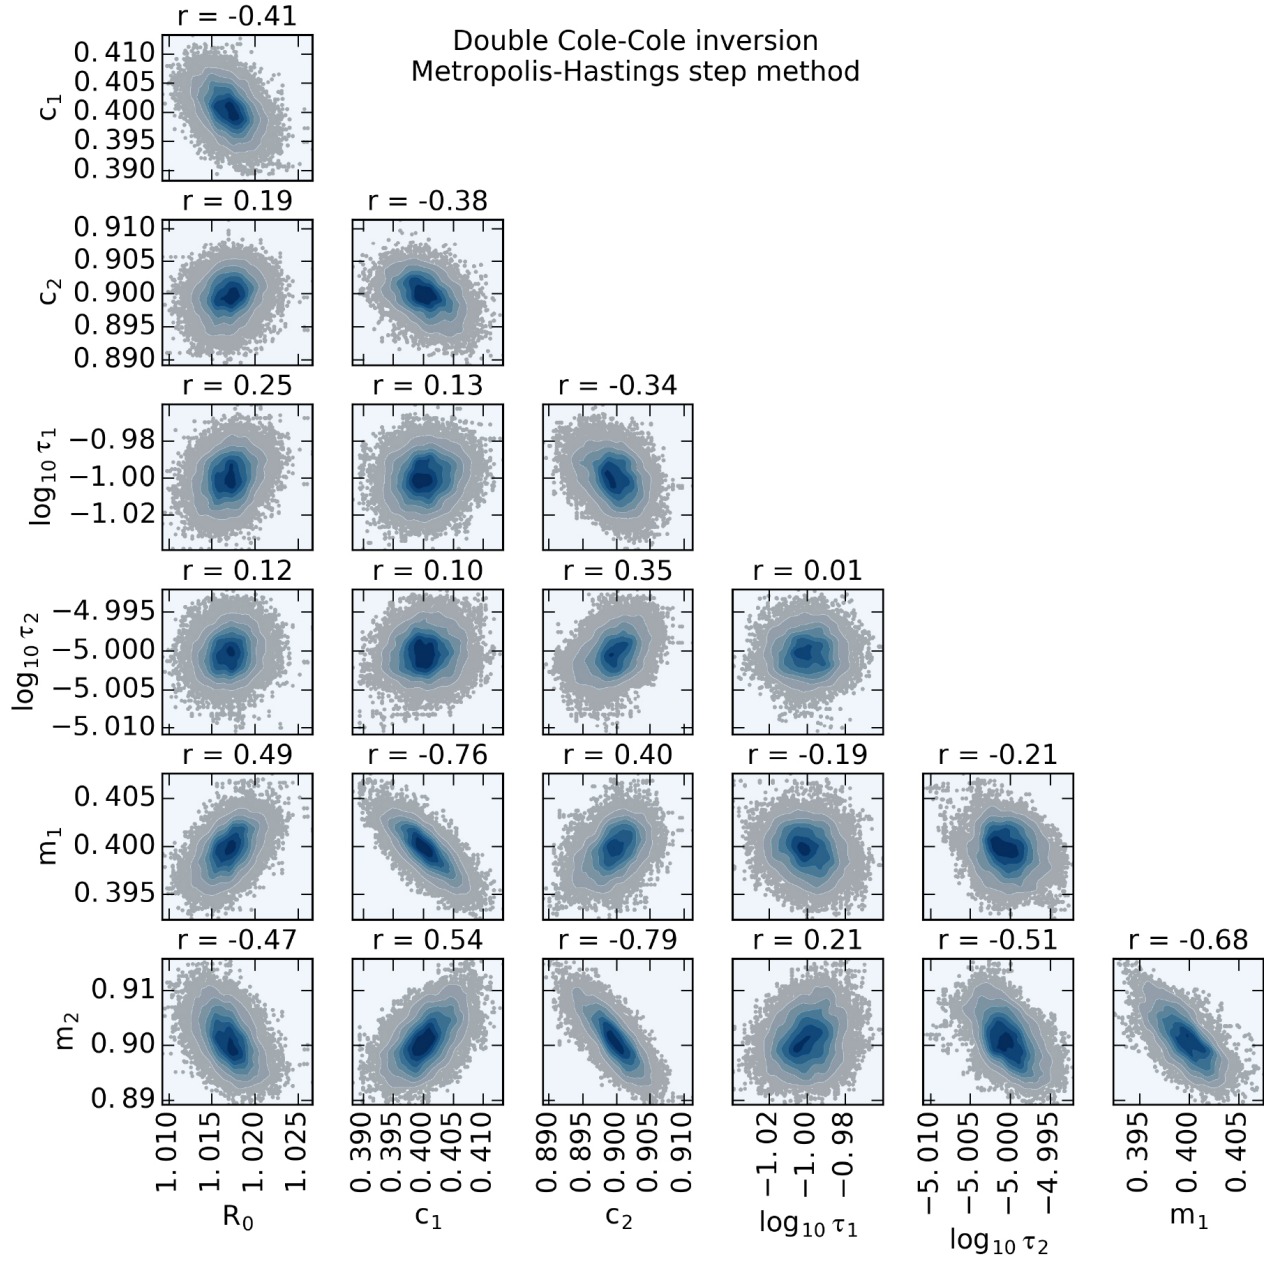 r = -0.41
Double Cole-Cole inversion
Metropolis-Hastings step method
0.410
0.405
0.400
0.395
0.390
c1
r = 0.19 r = -0.38
0.910
0.905
0.900
0.895
0.890
c2
r = 0.25 r = 0.13 r = -0.34
−0.98
−1.00
−1.02
log10 τ1
r = 0.12 r = 0.10 r = 0.35 r = 0.01
−4.995
−5.000
−5.005
−5.010
log10 τ2
r = 0.49 r = -0.76 r = 0.40 r = -0.19 r = -0.21
0.405
0.400
0.395
m1
r = -0.47 r = 0.54 r = -0.79 r = 0.21 r = -0.51 r = -0.68
0.91
0.90
0.89
m2
1.010 1.015 1.020 1.025 0.390 0.395 0.400 0.405 0.410 0.890 0.895 0.900 0.905 0.910 −1.02 −1.00 −0.98 −5.010 −5.005 −5.000 −4.995 0.395 0.400 0.405
R0 c1 c2 log10 τ1 log10 τ2 m1